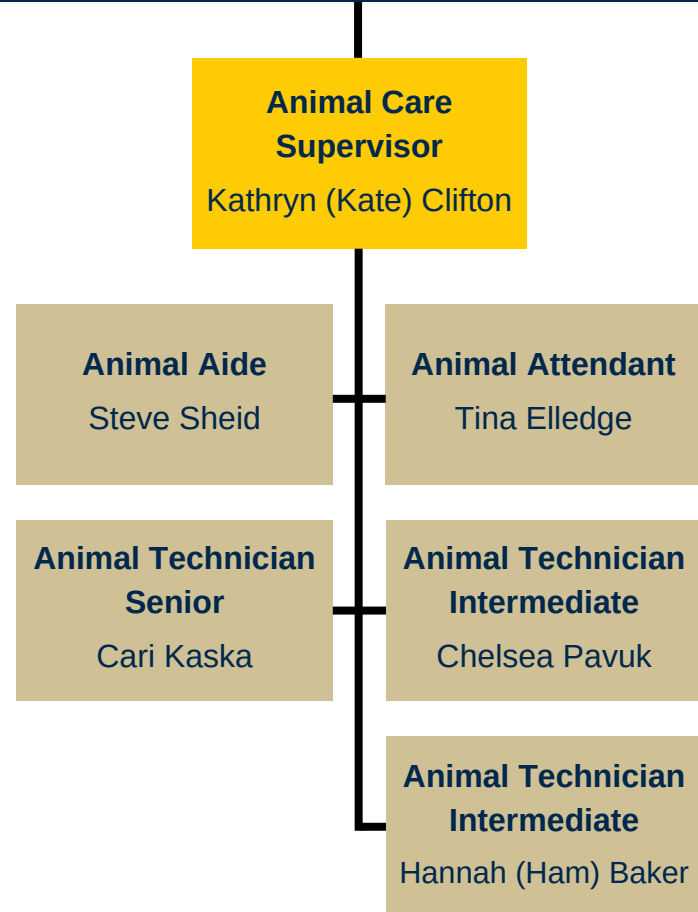 Animal Care
Supervisor
Kathryn (Kate) Clifton
Animal Aide
Steve Sheid
Animal Attendant
Tina Elledge
Animal Technician
Senior
Cari Kaska
Animal Technician
Intermediate
Chelsea Pavuk
Animal Technician
Intermediate
Hannah (Ham) Baker